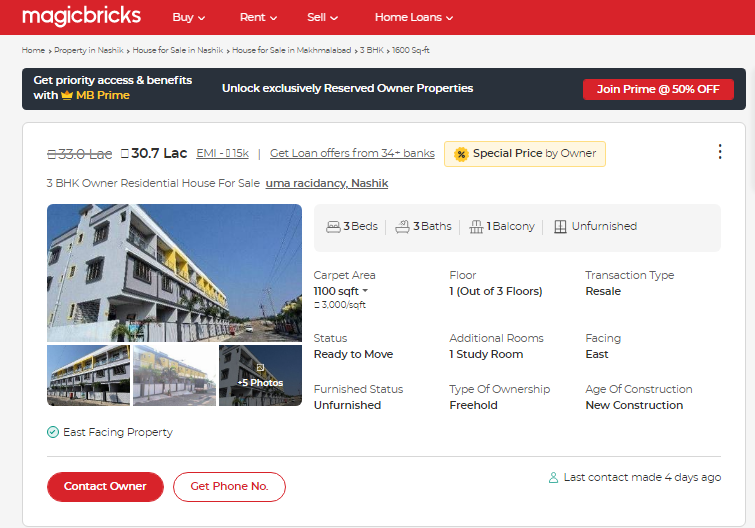 magicbricks
Buy Rent Sell Home Loans
Home › Property in Nashik › House for Sale in Nashik › House for Sale in Makhmalabad › 3 BHK › 1600 Sq-ft
Get priority access & benefits
with MB Prime
Unlock exclusively Reserved Owner Properties
Join Prime @ 50% OFF
33.0 Lac 30.7 Lac EMI - 15k | Get Loan offers from 34+ banks % Special Price by Owner
3 BHK Owner Residential House For Sale uma racidancy, Nashik
3 Beds 3 Baths 1 Balcony Unfurnished
Carpet Area Floor Transaction Type
1100 sqft 1 (Out of 3 Floors) Resale
3,000/sqft
Status Additional Rooms Facing
Ready to Move 1 Study Room East
+5 Photos
Furnished Status Type Of Ownership Age Of Construction
Unfurnished Freehold New Construction
East Facing Property
Contact Owner Get Phone No. Last contact made 4 days ago